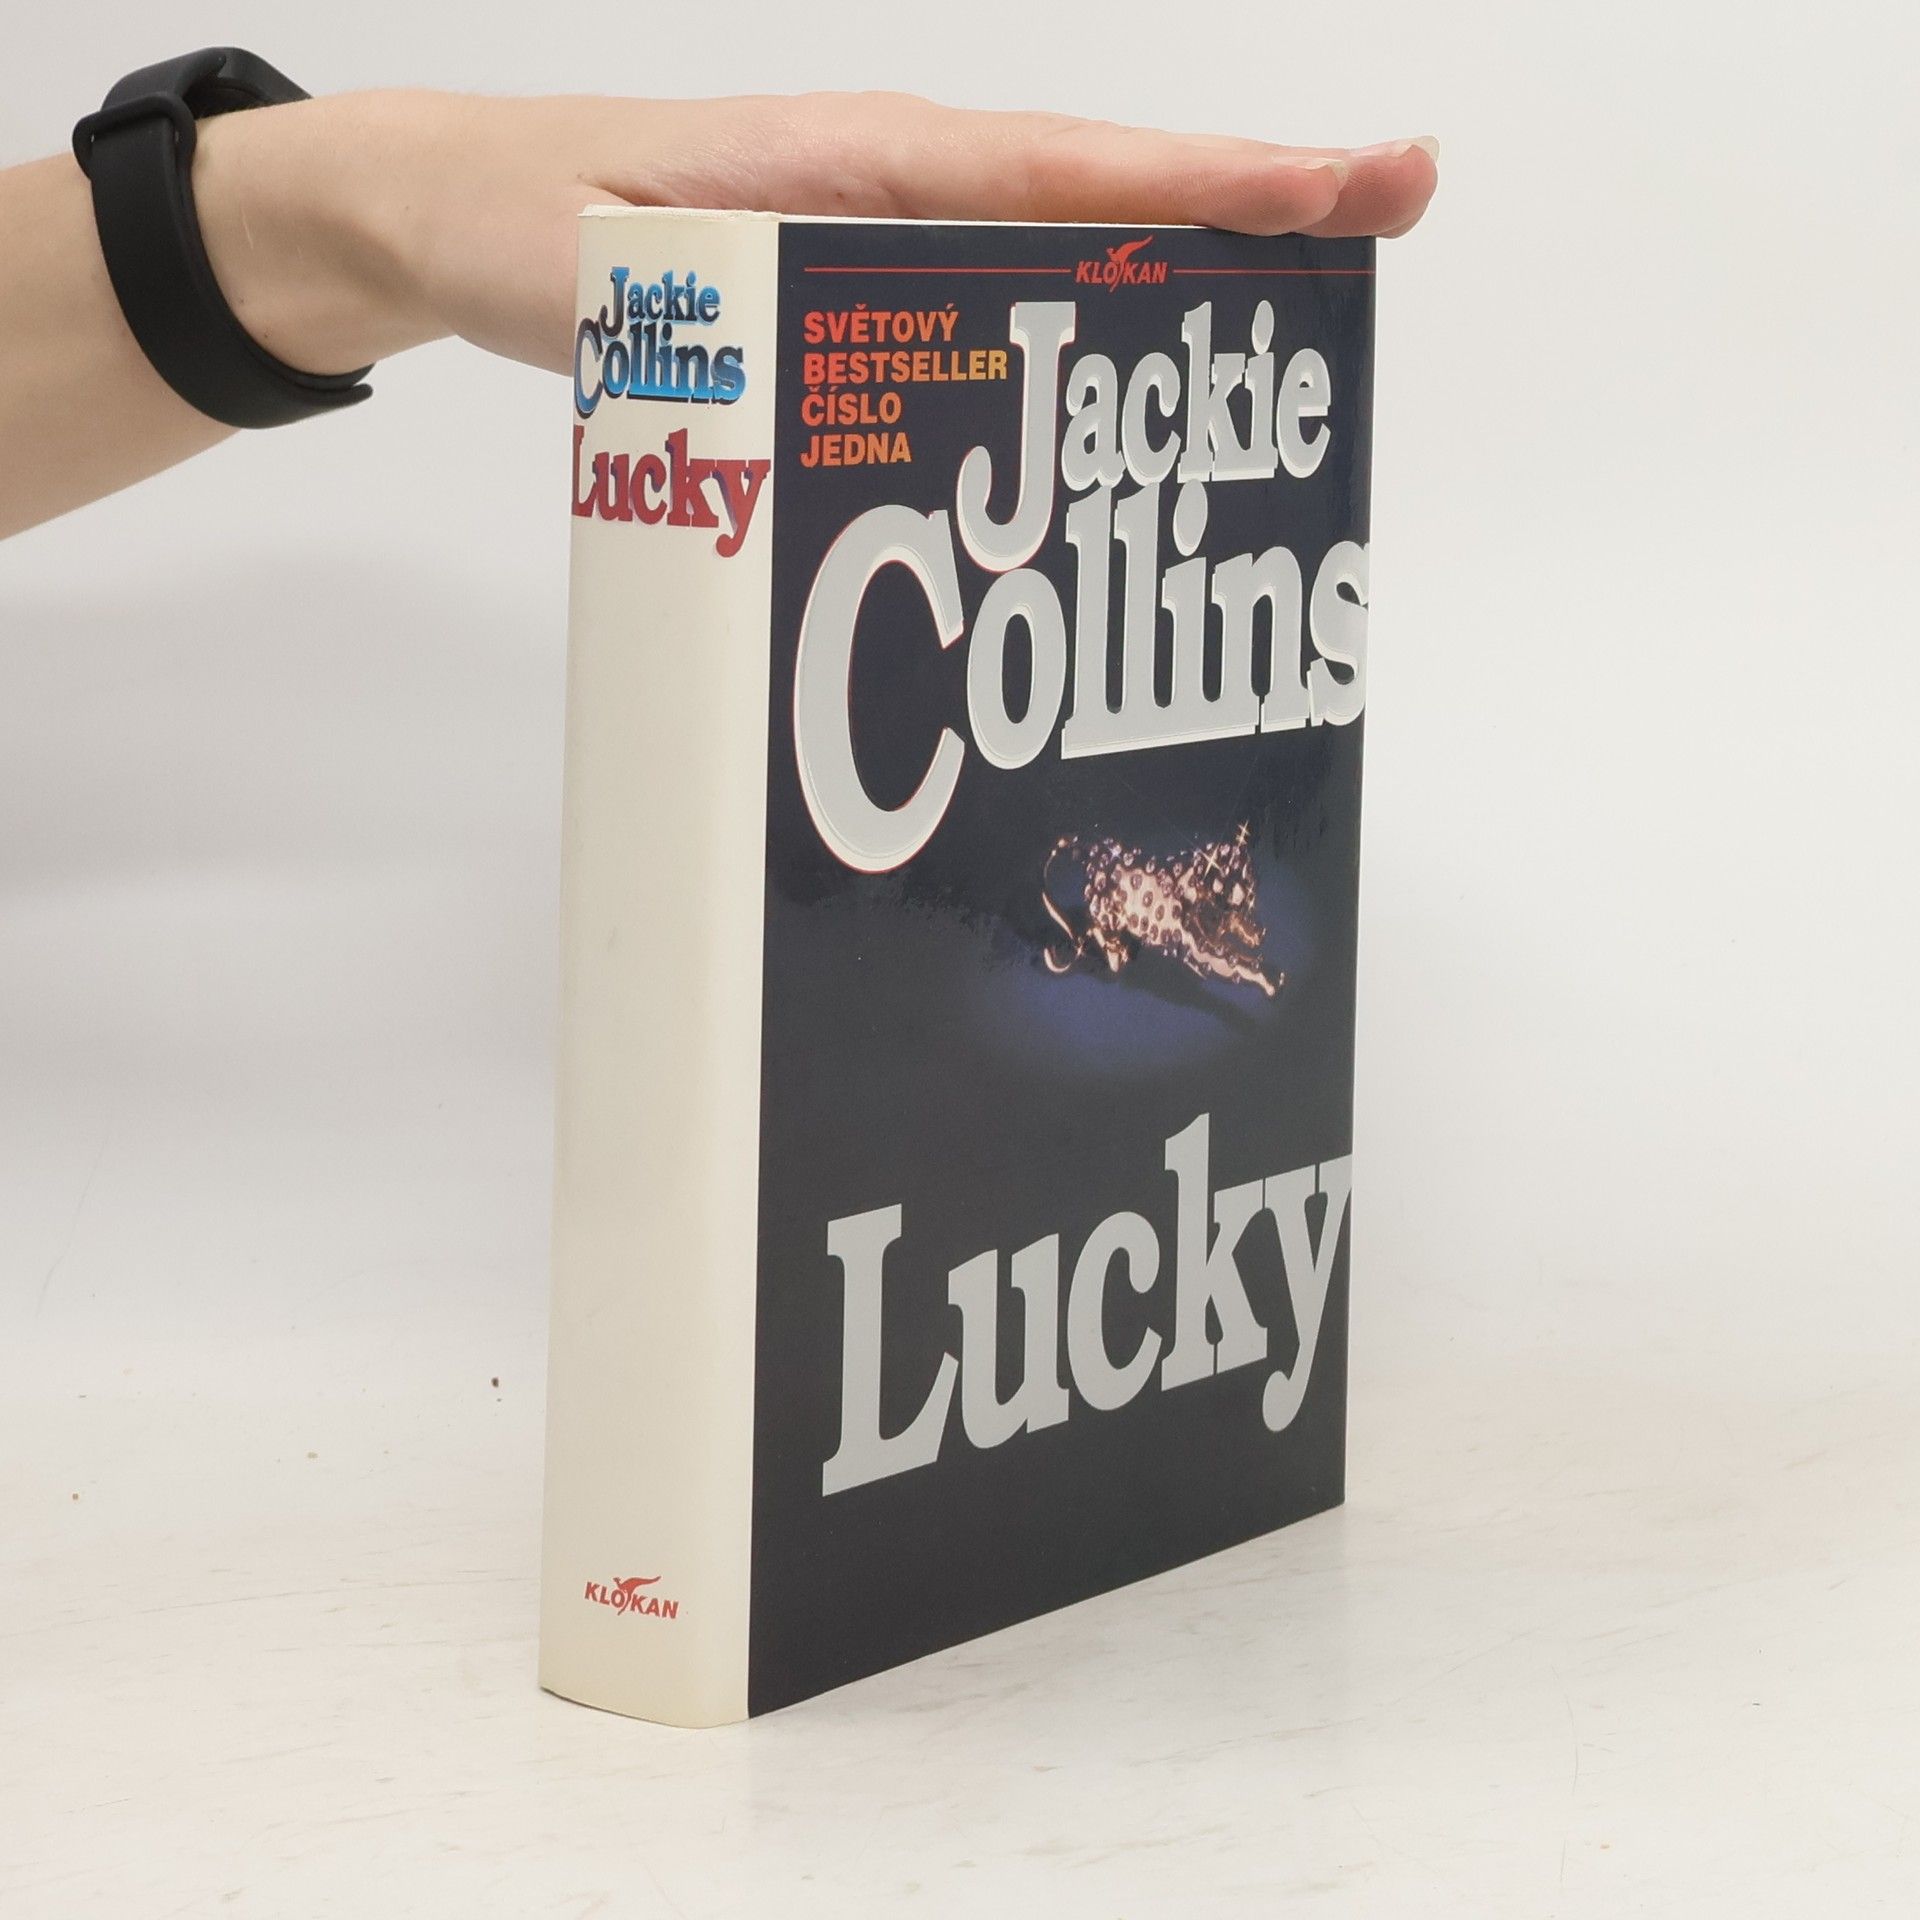 Jackie
Collins
Lucky
KLOKAN
KLOKAN
SVĚTOVÝ
BESTSELLER
ČÍSLO
JEDNA
Jackie
Collins
Lucky